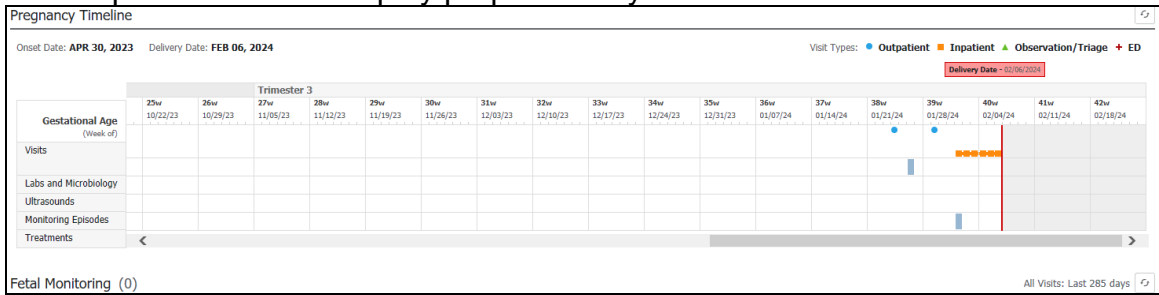 Pregnancy Timeline
Onset Date: APR 30, 2023 Delivery Date: FEB 06, 2024 Visit Types: Outpatient Inpatient Observation/Triage + ED
Delivery Date - 02/06/2024
Trimester 3
25w 26w 27w 28w 29w 30w 31w 32w 33w 34w 35w 36w 37w 38w 39w 40w 41w 42w
Gestational Age 10/22/23 10/29/23 11/05/23 11/12/23 11/19/23 11/26/23 12/03/23 12/10/23 12/17/23 12/24/23 12/31/23 01/07/24 01/14/24 01/21/24 01/28/24 02/04/24 02/11/24 02/18/24
(Week of)
Visits
Labs and Microbiology
Ultrasounds
Monitoring Episodes
Treatments
Fetal Monitoring (0) All Visits: Last 285 days